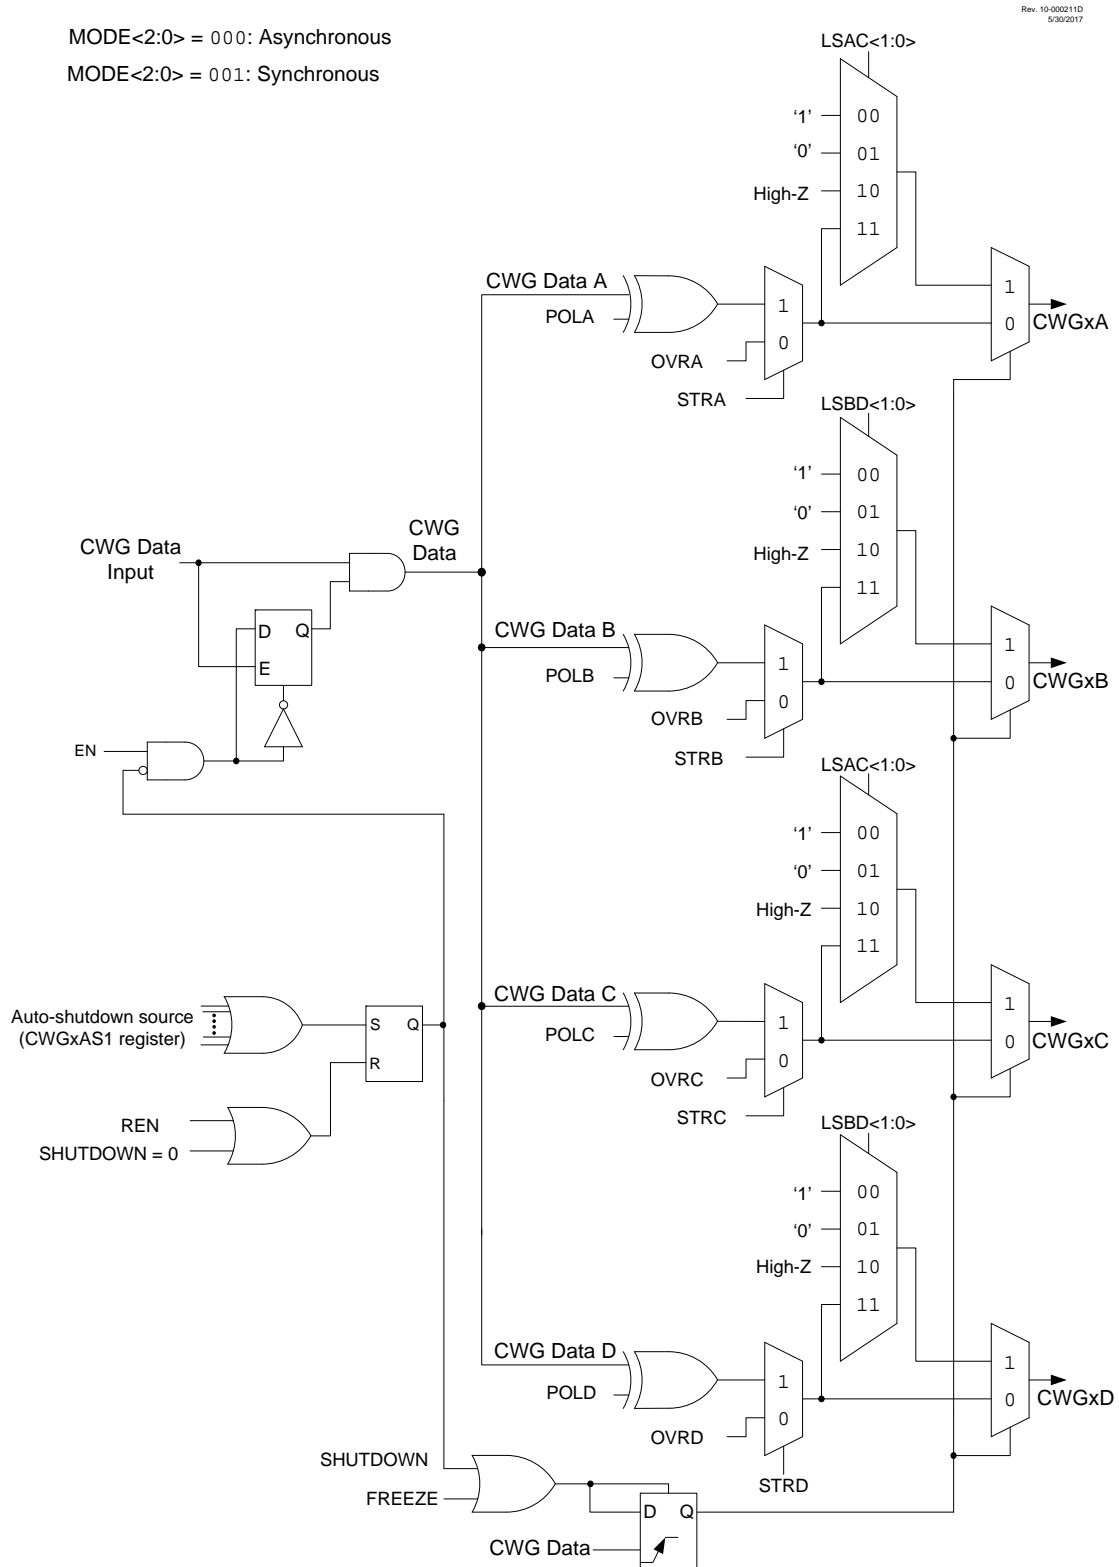 Rev. 10-000211D
5/30/2017
MODE<2:0> = 000: Asynchronous
MODE<2:0> = 001: Synchronous
LSAC<1:0>
‘1’
00
‘0’
01
High-Z
10
11
CWG Data A
POLA
1
0
OVRA
STRA
1
0
CWGxA
LSBD<1:0>
‘1’
00
‘0’
01
High-Z
10
11
CWG Data
Input
CWG
Data
D
Q
E
EN
CWG Data B
POLB
1
0
OVRB
STRB
1
0
CWGxB
LSAC<1:0>
‘1’
00
‘0’
01
High-Z
10
11
Auto-shutdown source
(CWGxAS1 register)
S
Q
R
REN
SHUTDOWN = 0
CWG Data C
POLC
1
0
OVRC
STRC
1
0
CWGxC
LSBD<1:0>
‘1’
00
‘0’
01
High-Z
10
11
CWG Data D
POLD
1
0
OVRD
STRD
1
0
CWGxD
SHUTDOWN
FREEZE
D
Q
CWG Data